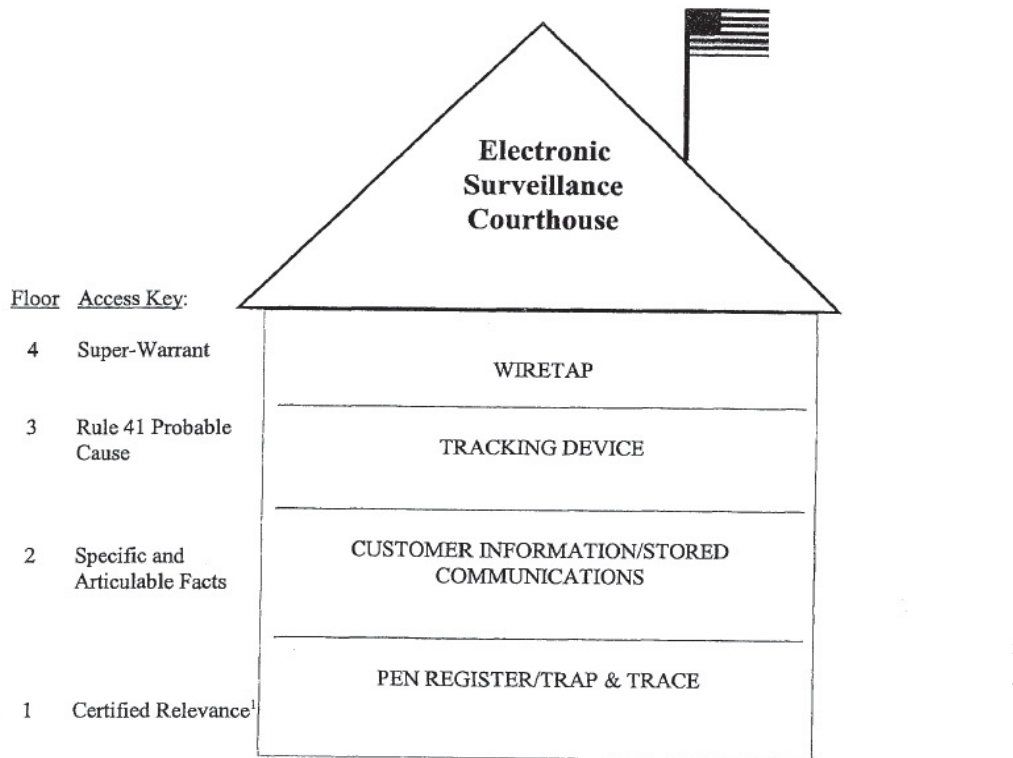 Electronic
Surveillance
Courthouse
Floor Access Key:
4 Super-Warrant
WIRETAP
3 Rule 41 Probable
Cause
TRACKING DEVICE
2 Specific and
Articulable Facts
CUSTOMER INFORMATION/STORED
COMMUNICATIONS
1 Certified Relevance¹
PEN REGISTER/TRAP & TRACE